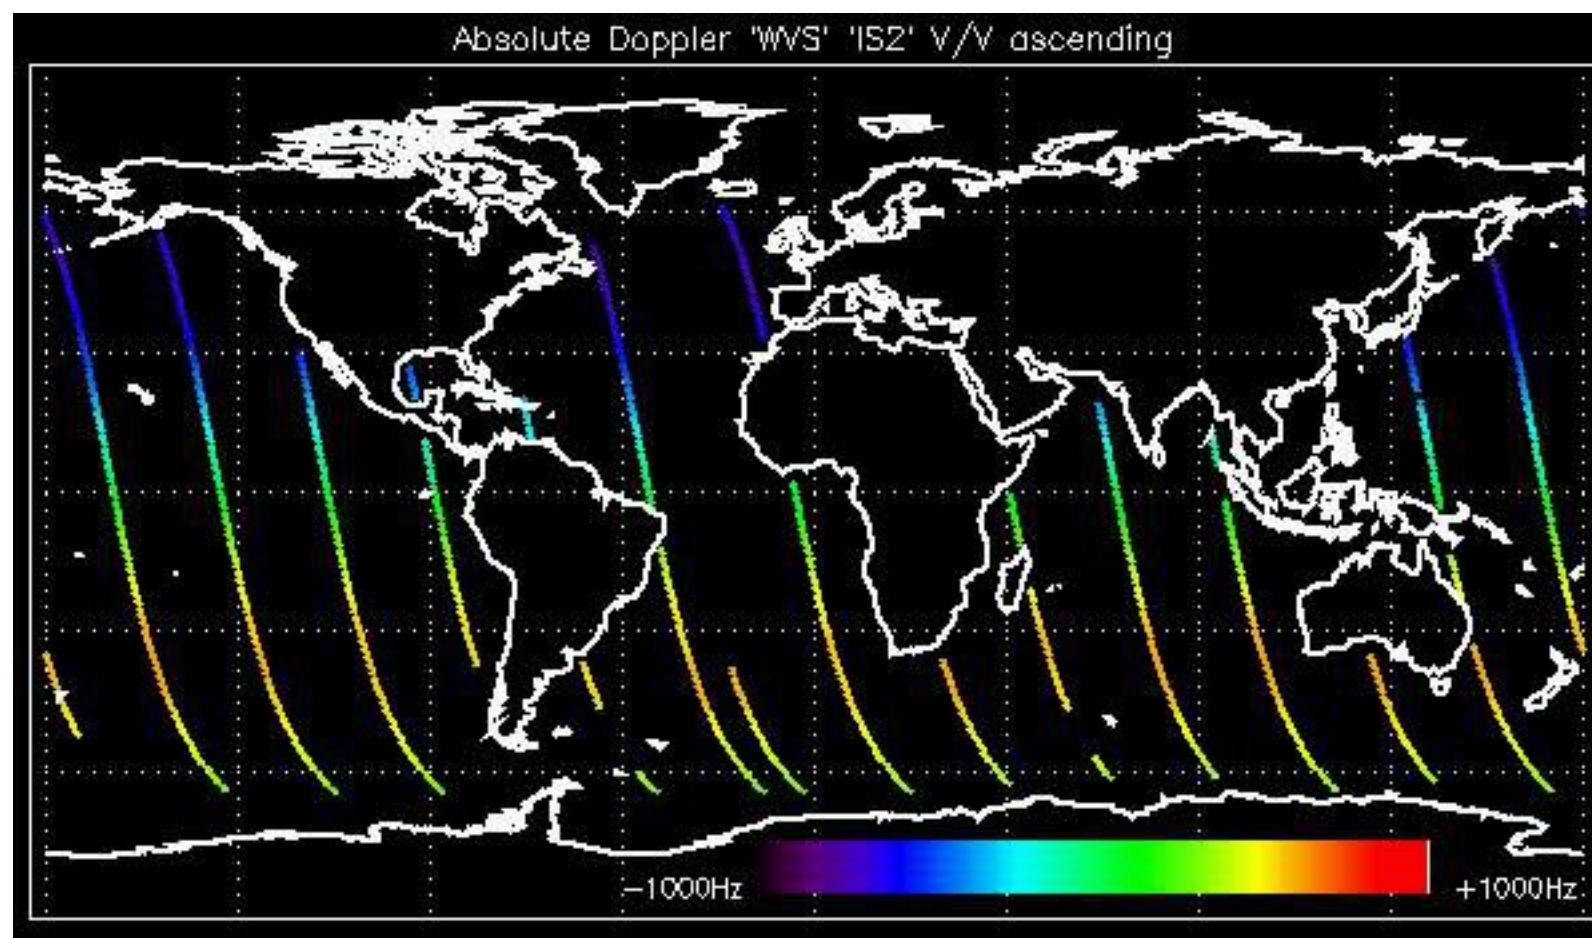 Absolute Doppler 'WVS' 'IS2' V/V ascending
−1000Hz
+1000Hz